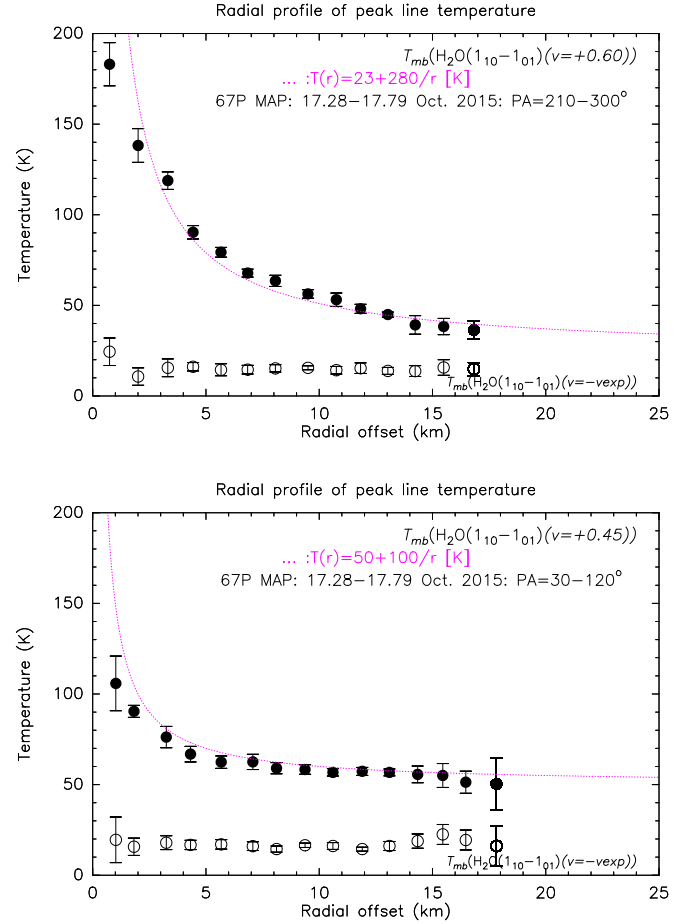 Radial profile of peak line temperature
T_mb(H₂O(1₁₀−1₀₁)(v=+0.60))
... :T(r)=23+280/r [K]
67P MAP: 17.28−17.79 Oct. 2015: PA=210−300°
Temperature (K)
200
150
100
50
0
T_mb(H₂O(1₁₀−1₀₁)(v=−vexp))
0 5 10 15 20 25
Radial offset (km)
Radial profile of peak line temperature
T_mb(H₂O(1₁₀−1₀₁)(v=+0.45))
... :T(r)=50+100/r [K]
67P MAP: 17.28−17.79 Oct. 2015: PA=30−120°
Temperature (K)
200
150
100
50
0
T_mb(H₂O(1₁₀−1₀₁)(v=−vexp))
0 5 10 15 20 25
Radial offset (km)